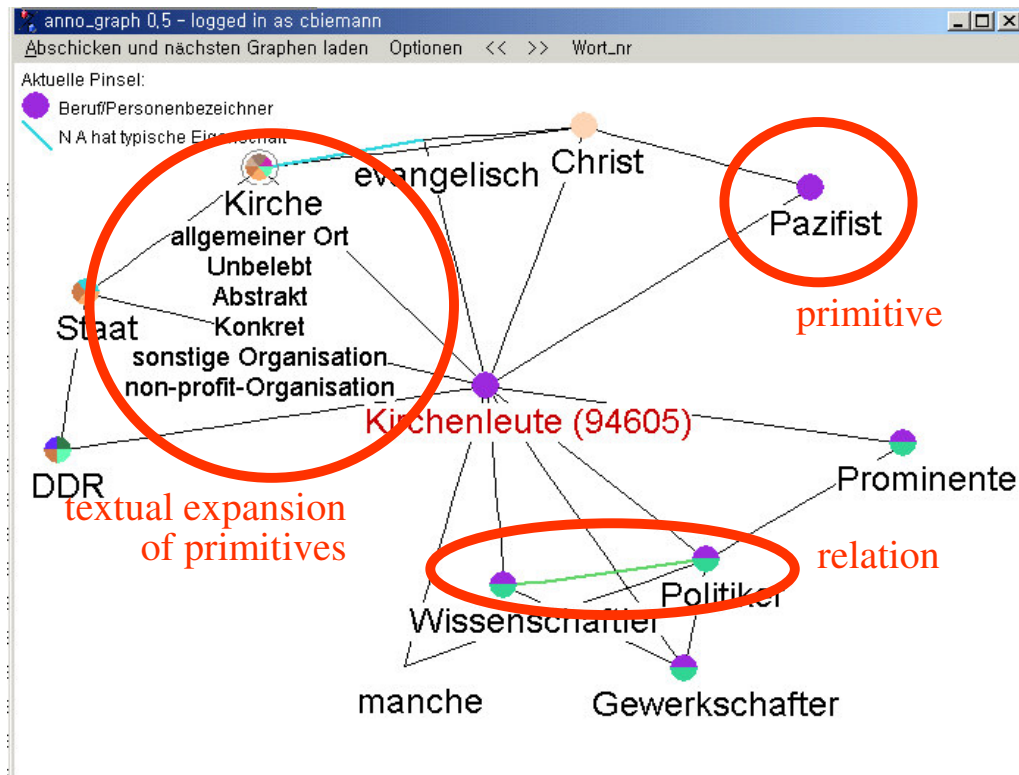 anno_graph 0,5 - logged in as cbiemann
Abschicken und nächsten Graphen laden Optionen << >> Wort_nr
Aktuelle Pinsel:
Beruf/Personenbezeichner
N A hat typische Eigenschaft
evangelisch
Christ
Kirche
allgemeiner Ort
Unbelebt
Abstrakt
Konkret
sonstige Organisation
non-profit-Organisation
Pazifist
primitive
Staat
Kirchenleute (94605)
DDR
Prominente
textual expansion
of primitives
relation
Politiker
Wissenschaftler
manche
Gewerkschafter